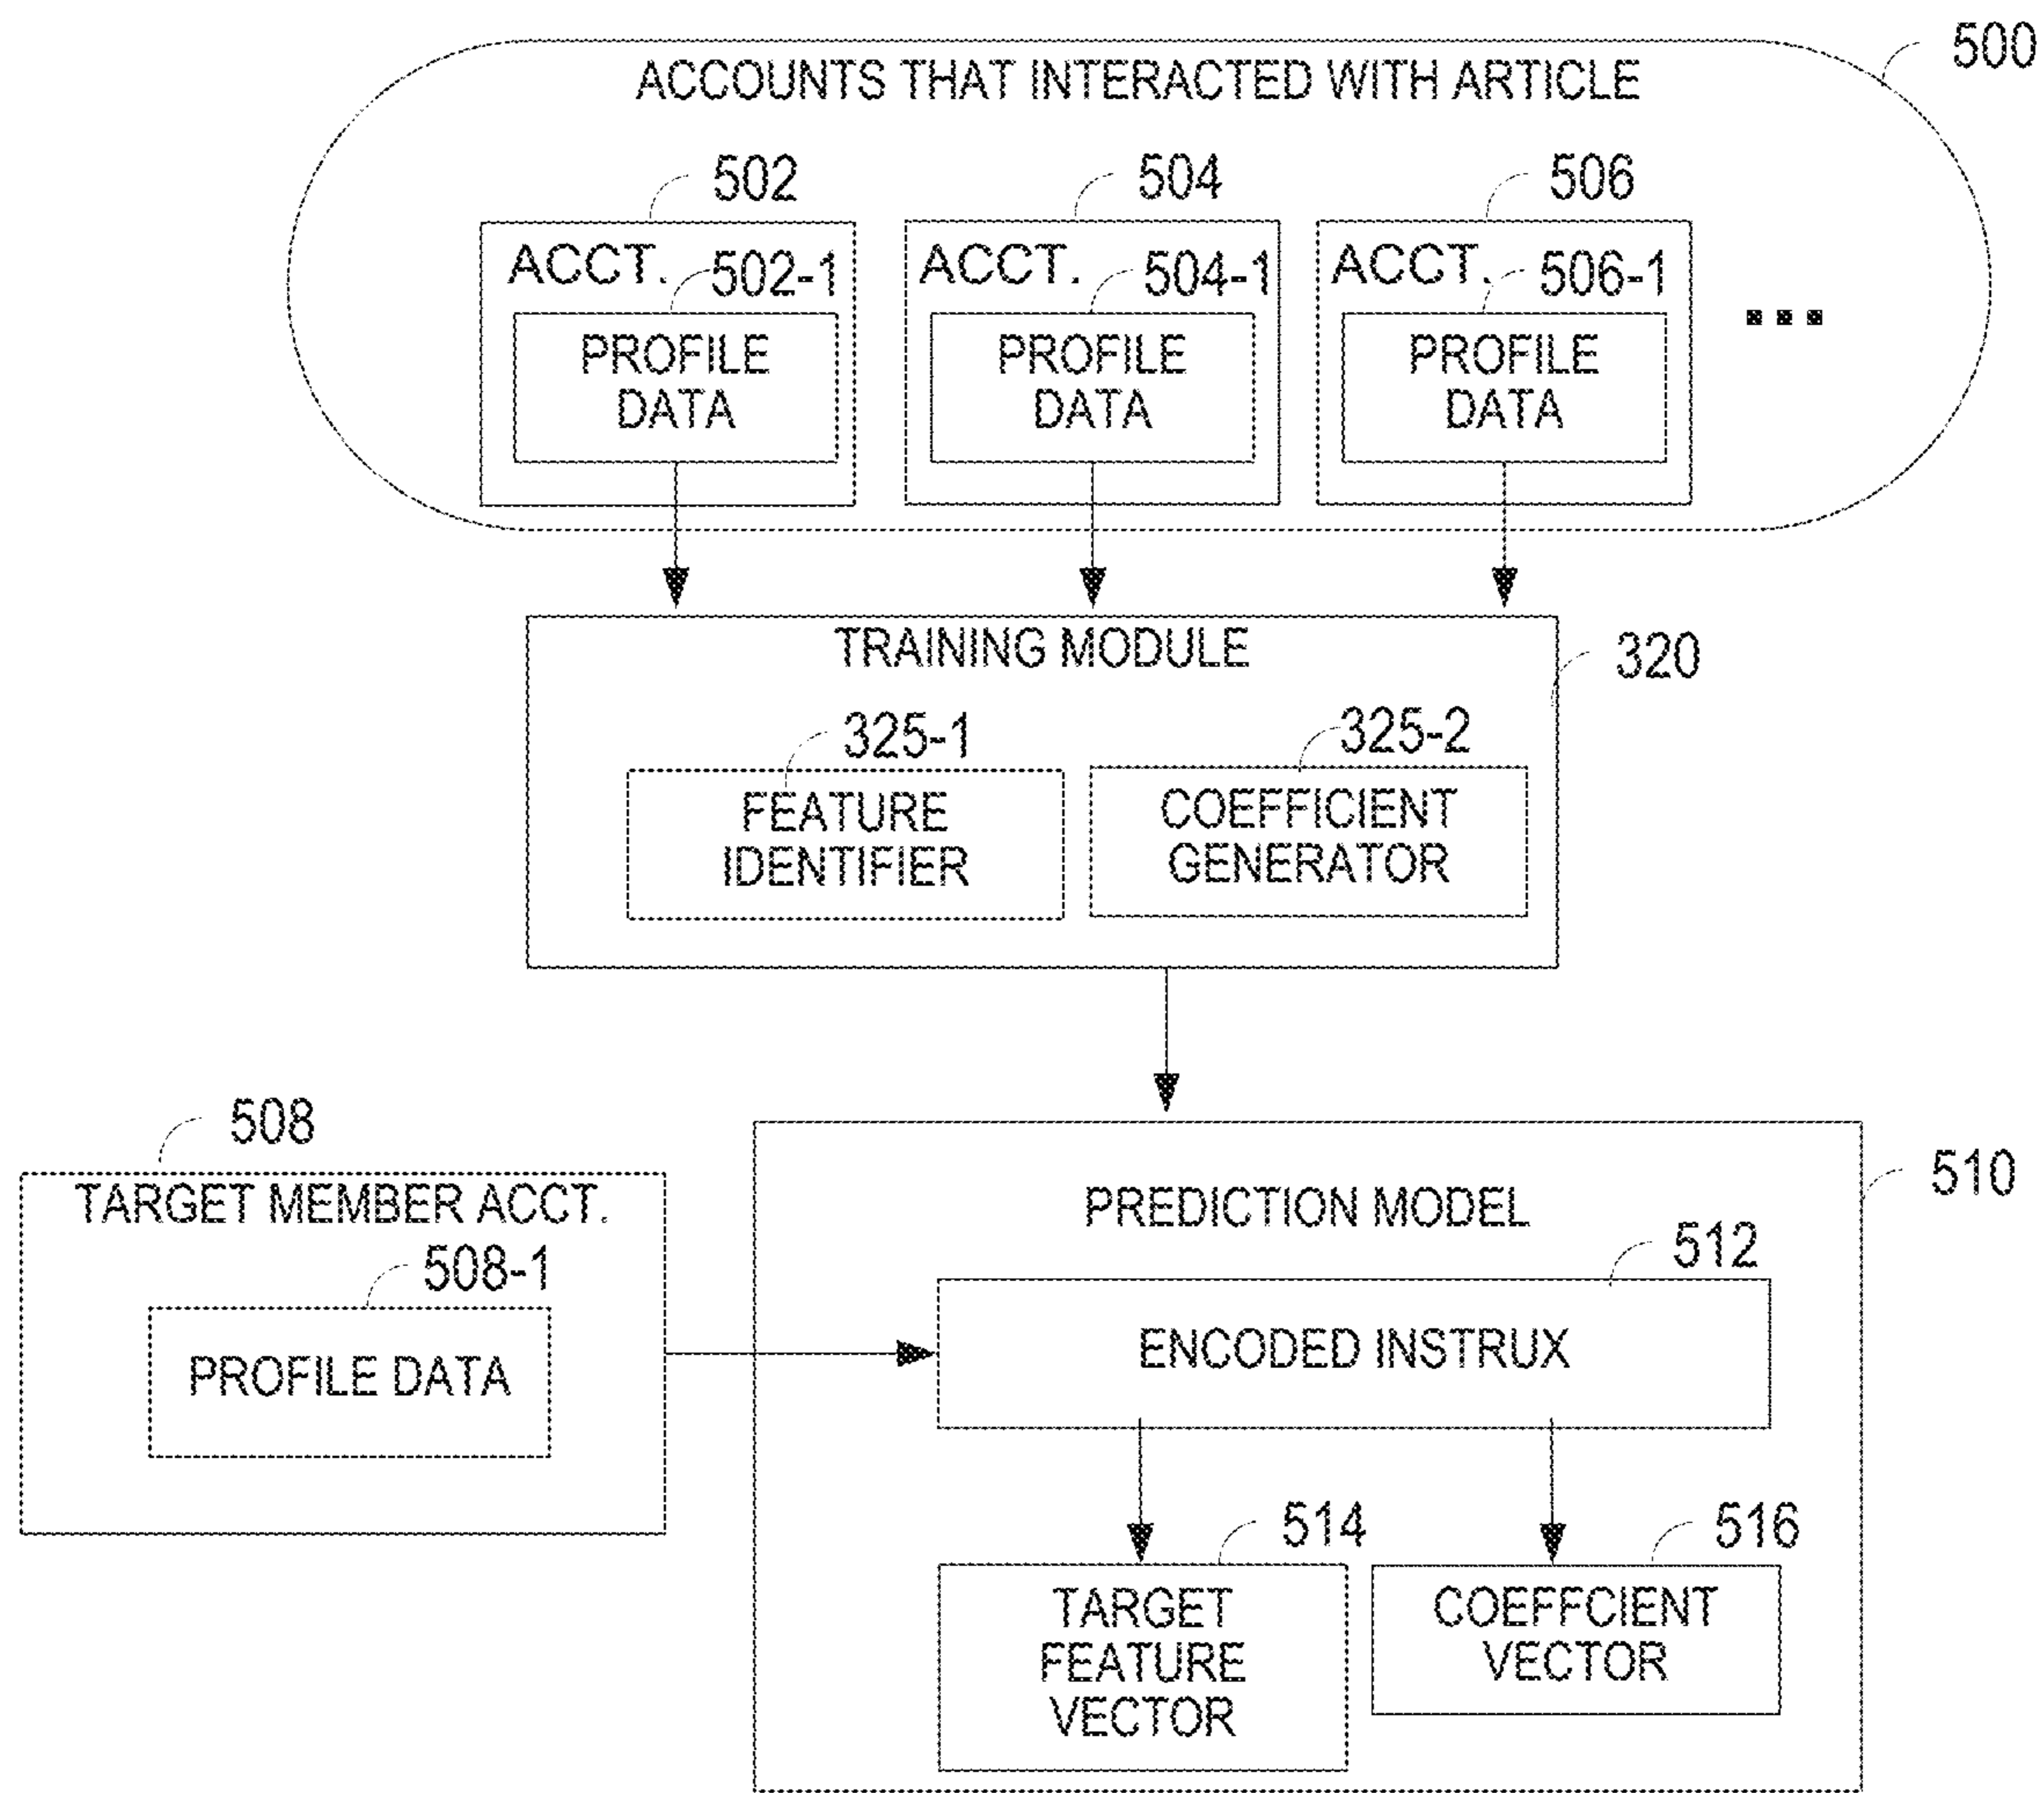 500
ACCOUNTS THAT INTERACTED WITH ARTICLE
502
504
506
ACCT.
502-1
PROFILE
DATA
ACCT.
504-1
PROFILE
DATA
ACCT.
506-1
PROFILE
DATA
...
TRAINING MODULE
320
325-1
FEATURE
IDENTIFIER
325-2
COEFFICIENT
GENERATOR
508
TARGET MEMBER ACCT.
508-1
PROFILE DATA
510
PREDICTION MODEL
512
ENCODED INSTRUX
514
TARGET
FEATURE
VECTOR
516
COEFFCIENT
VECTOR